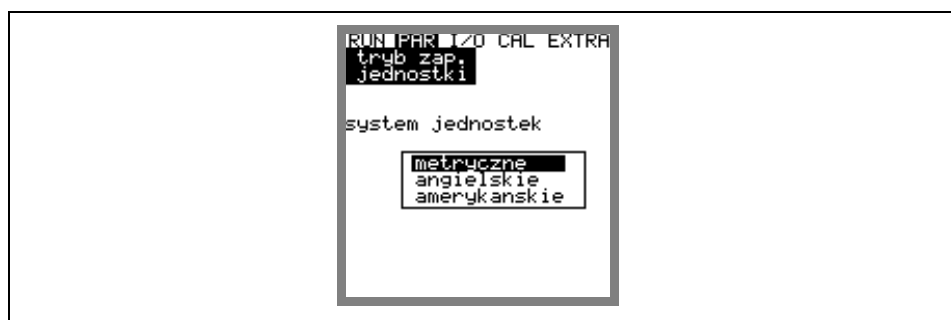 RUN PAR I/O CAL EXTRA
tryb zap.
jednostki
system jednostek
metryczne
angielskie
amerykanskie